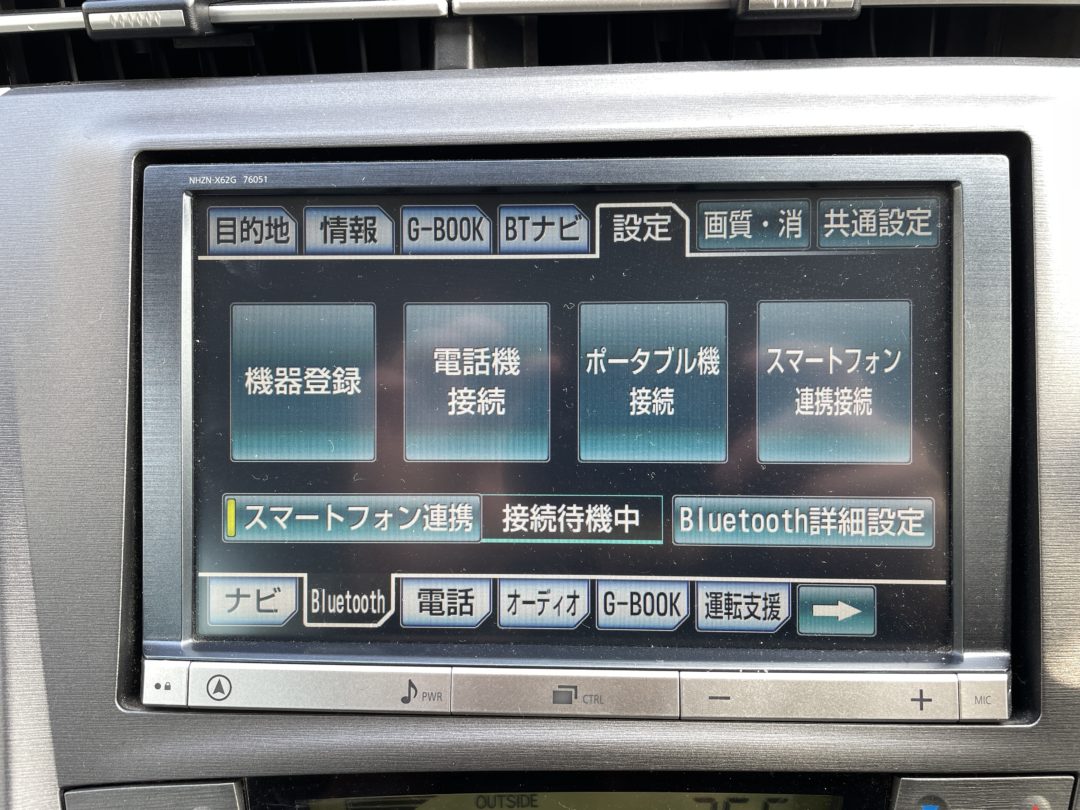 NHZN-X62G 76051
目的地 情報 G-BOOK BTナビ 設定 画質・消 共通設定
機器登録
電話機
接続
ポータブル機
接続
スマートフォン
連携接続
スマートフォン連携 接続待機中 Bluetooth詳細設定
ナビ Bluetooth 電話 オーディオ G-BOOK 運転支援
PWR CTRL − + MIC
OUTSIDE